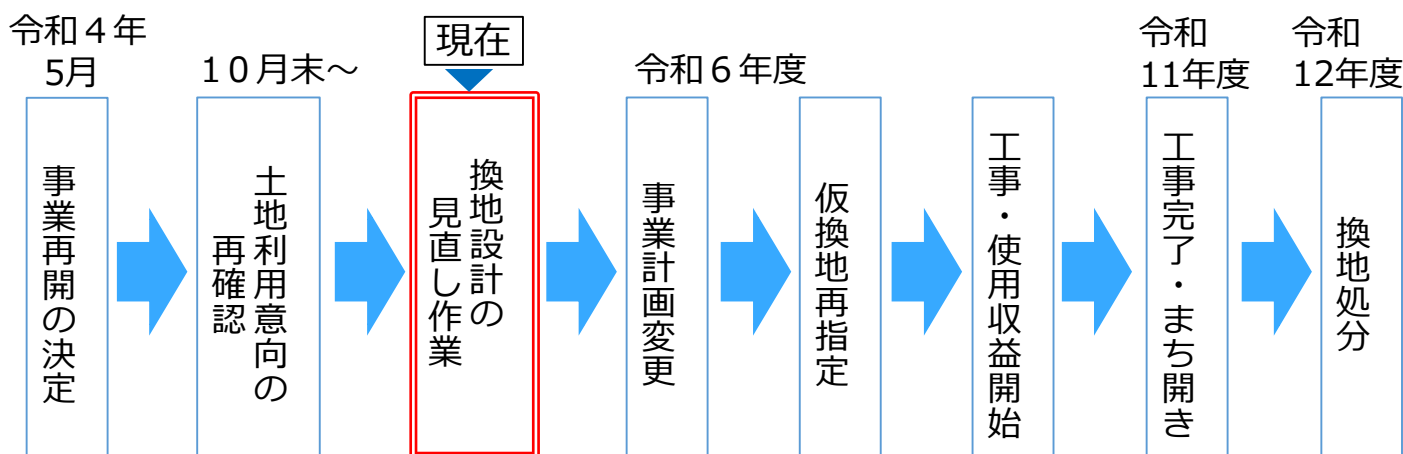 令和４年
5月
１０月末～
現在
令和６年度
令和
11年度
令和
12年度
事業再開の決定
土地利用意向の
再確認
換地設計の
見直し作業
事業計画変更
仮換地再指定
工事・使用収益開始
工事完了・まち開き
換地処分